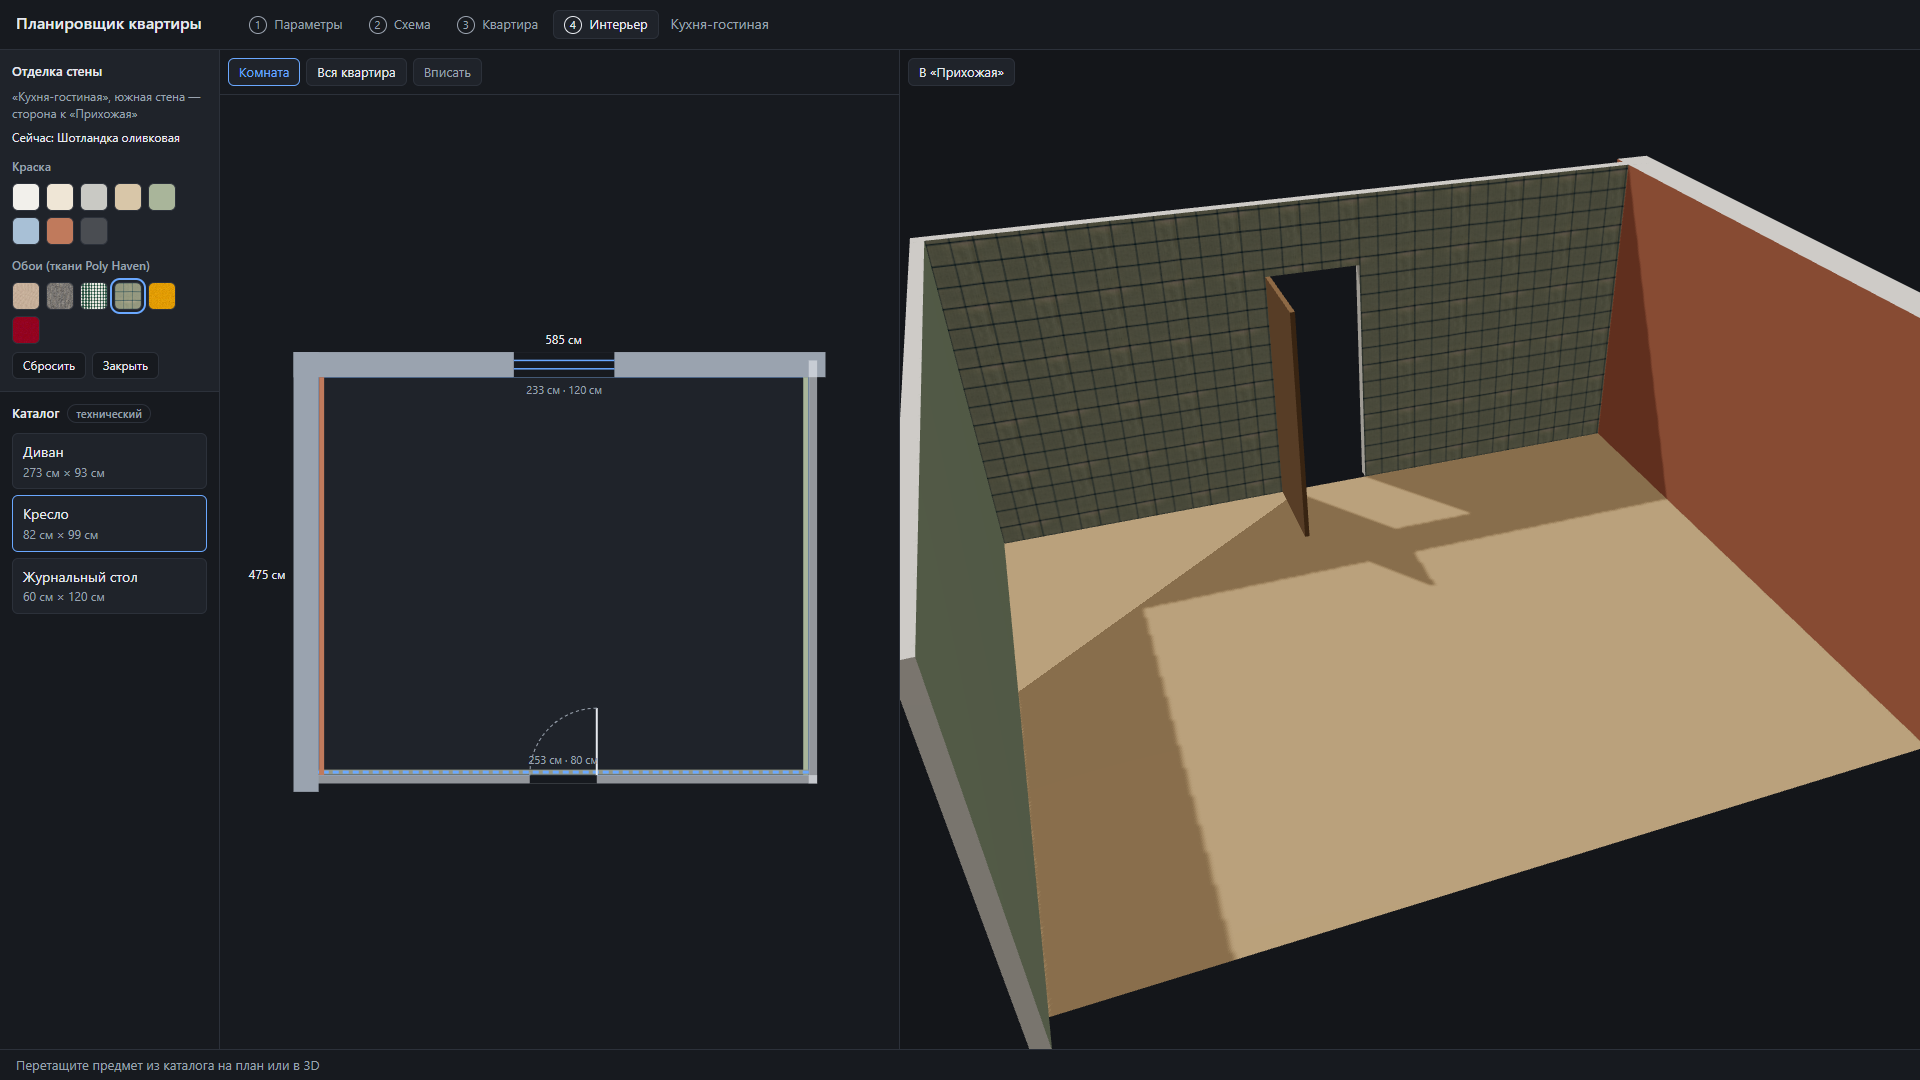 Планировщик квартиры
1 Параметры
2 Схема
3 Квартира
4 Интерьер
Кухня-гостиная
Отделка стены
«Кухня-гостиная», южная стена —
сторона к «Прихожая»
Сейчас: Шотландка оливковая
Краска
Обои (ткани Poly Haven)
Сбросить
Закрыть
Каталог
технический
Диван
273 см × 93 см
Кресло
82 см × 99 см
Журнальный стол
60 см × 120 см
Комната
Вся квартира
Вписать
585 см
233 см · 120 см
475 см
253 см · 80 см
В «Прихожая»
Перетащите предмет из каталога на план или в 3D